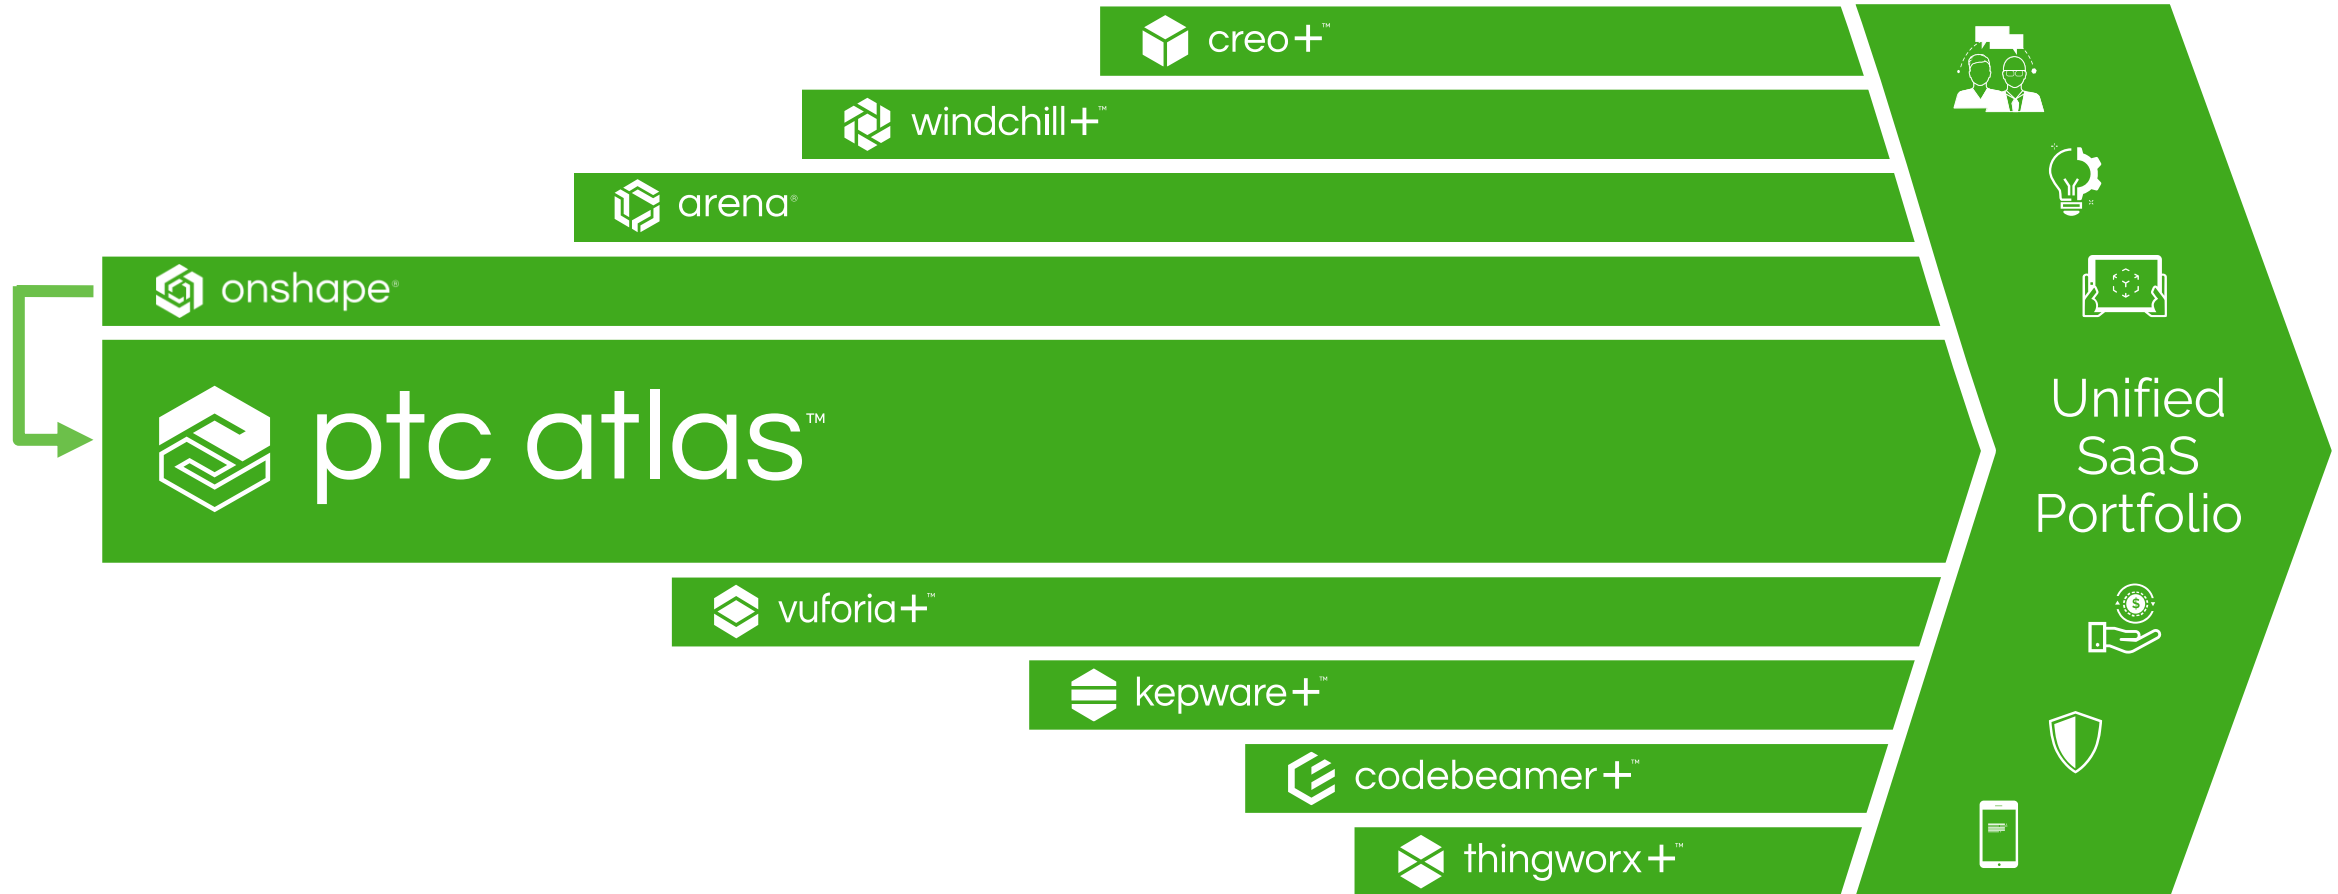 creo+™
windchill+™
arena®
onshape®
ptc atlas™
vuforia+™
kepware+™
codebeamer+™
thingworx+™
Unified
SaaS
Portfolio
$